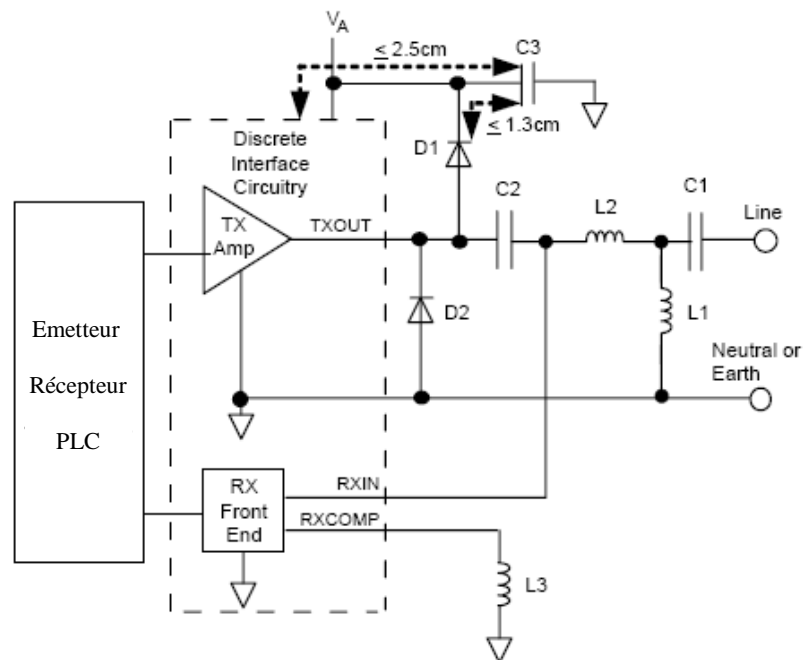 VA
≤ 2.5cm
C3
≤ 1.3cm
Discrete
Interface
Circuitry
D1
C2
C1
L2
Line
TX
Amp
TXOUT
D2
L1
Emetteur
Récepteur
PLC
Neutral or
Earth
RX
Front
End
RXIN
RXCOMP
L3